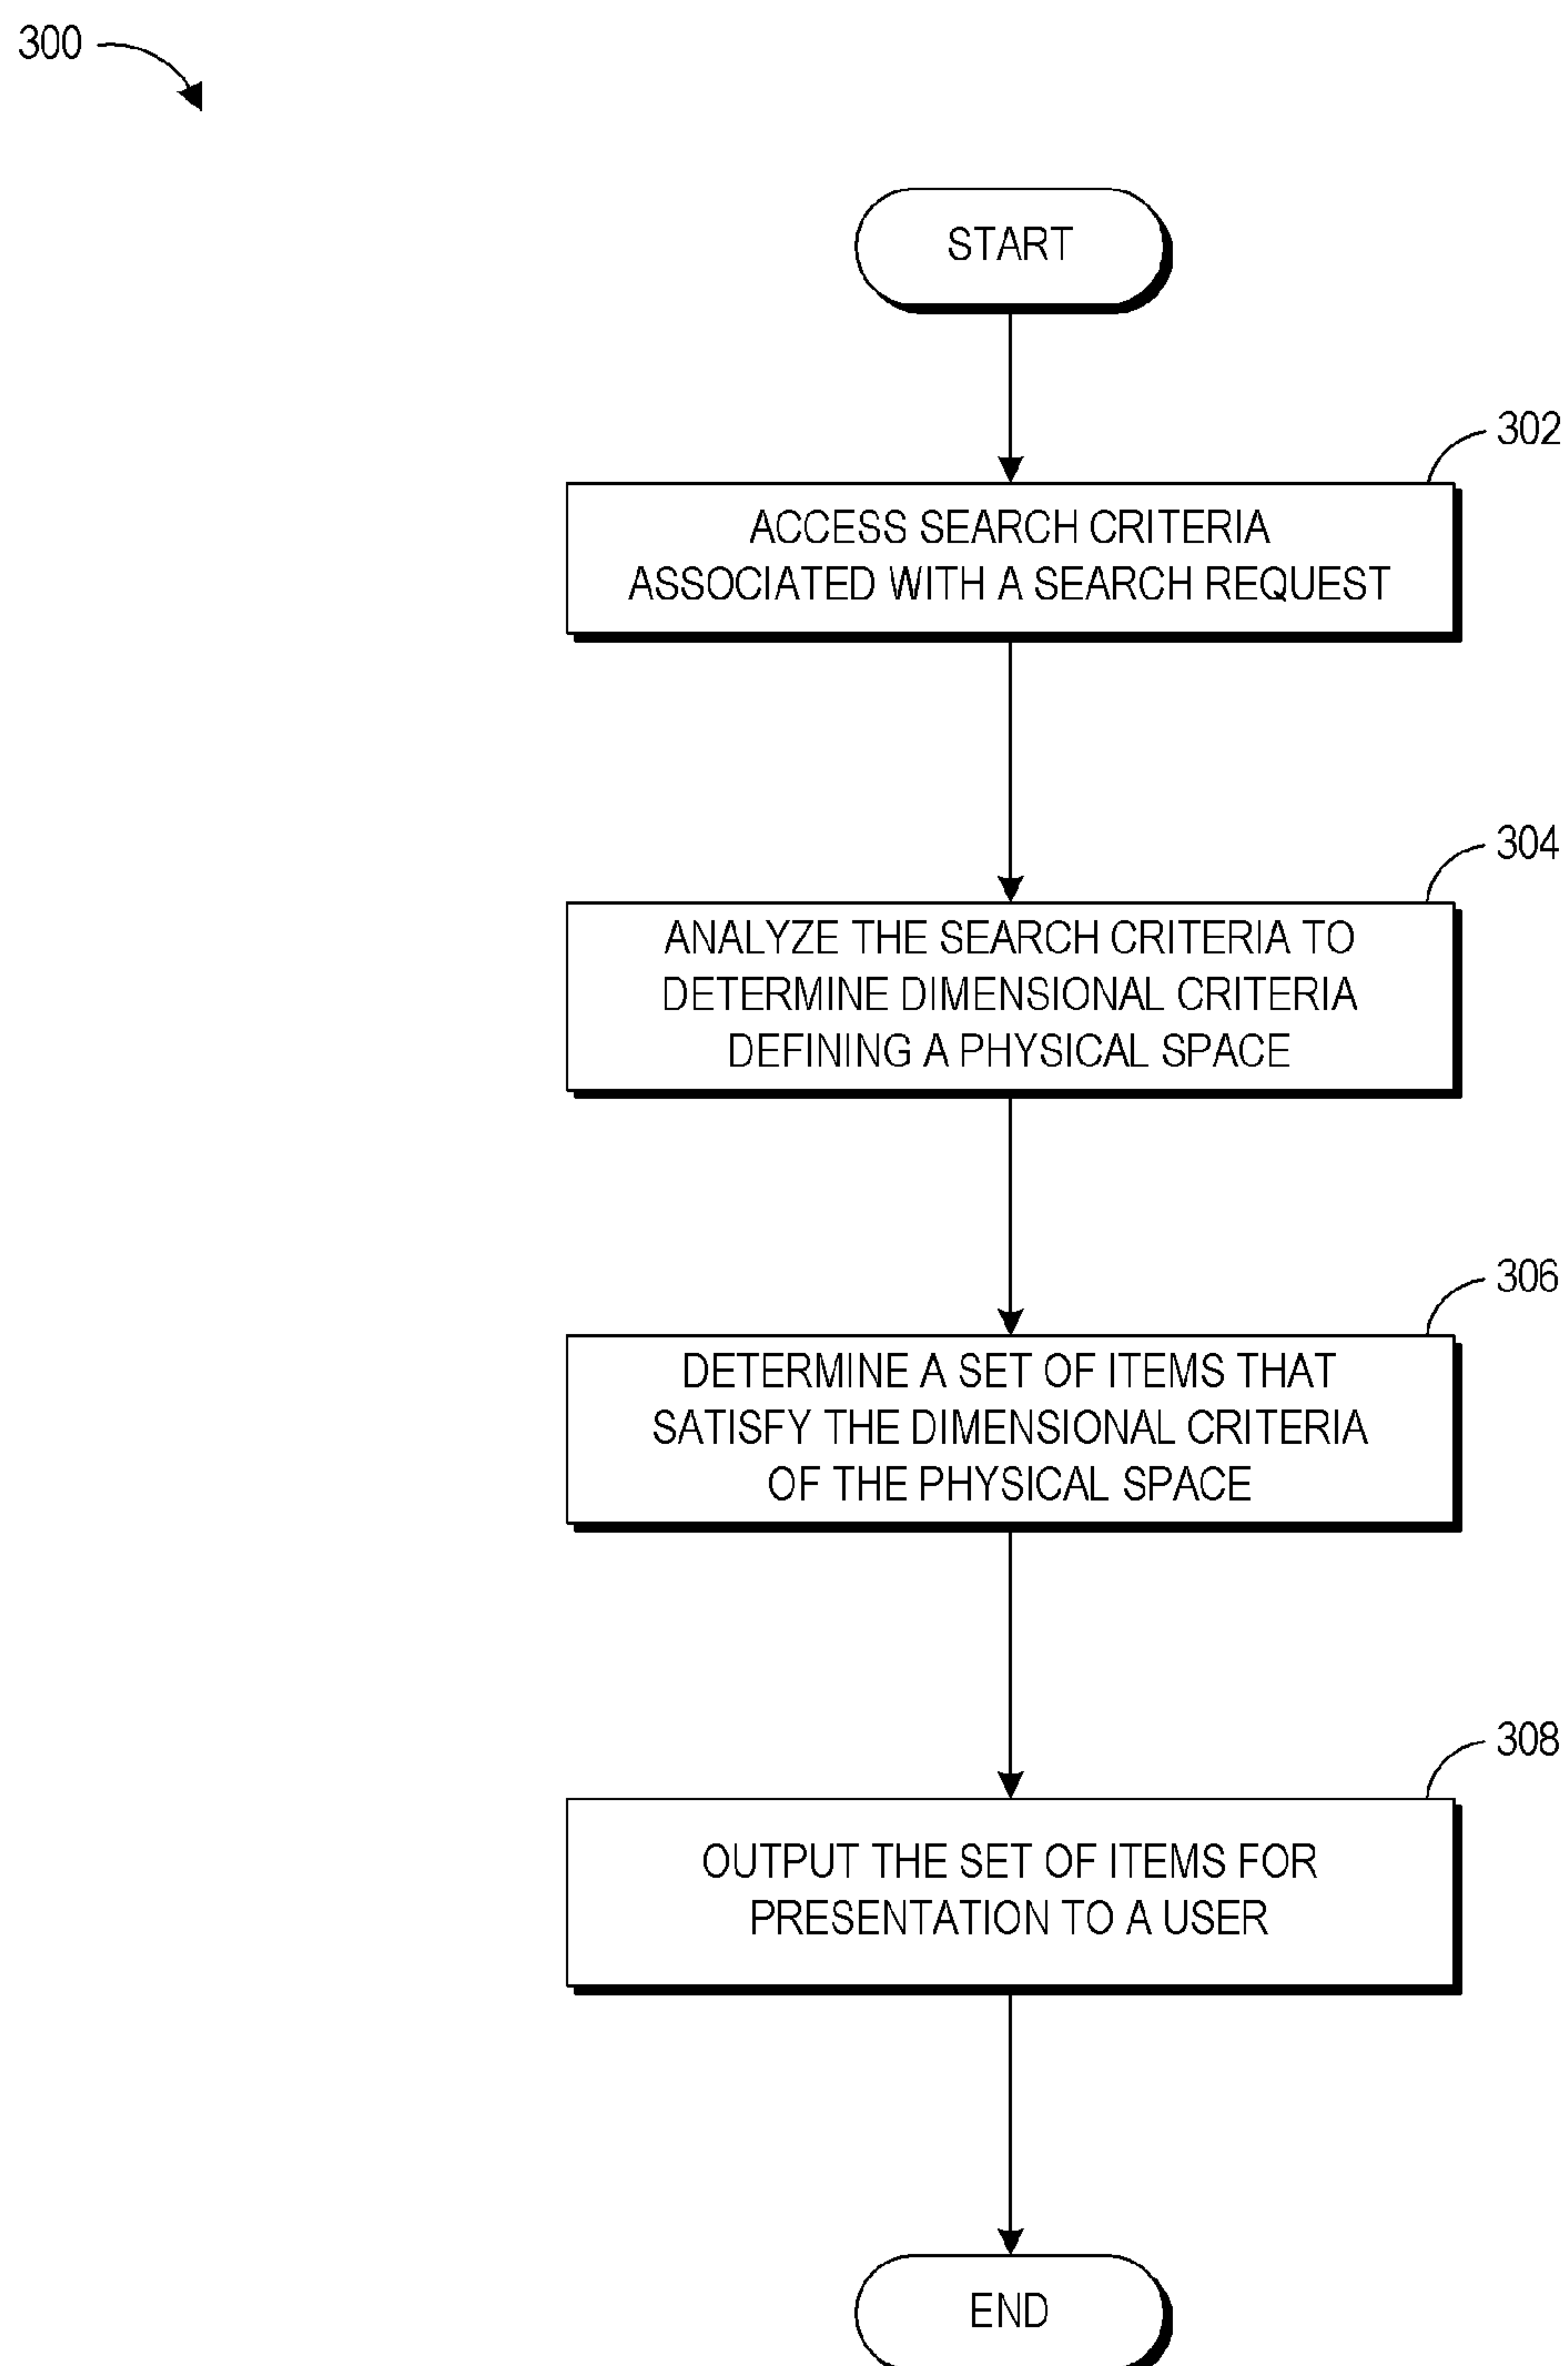 300
START
302
ACCESS SEARCH CRITERIA
ASSOCIATED WITH A SEARCH REQUEST
304
ANALYZE THE SEARCH CRITERIA TO
DETERMINE DIMENSIONAL CRITERIA
DEFINING A PHYSICAL SPACE
306
DETERMINE A SET OF ITEMS THAT
SATISFY THE DIMENSIONAL CRITERIA
OF THE PHYSICAL SPACE
308
OUTPUT THE SET OF ITEMS FOR
PRESENTATION TO A USER
END